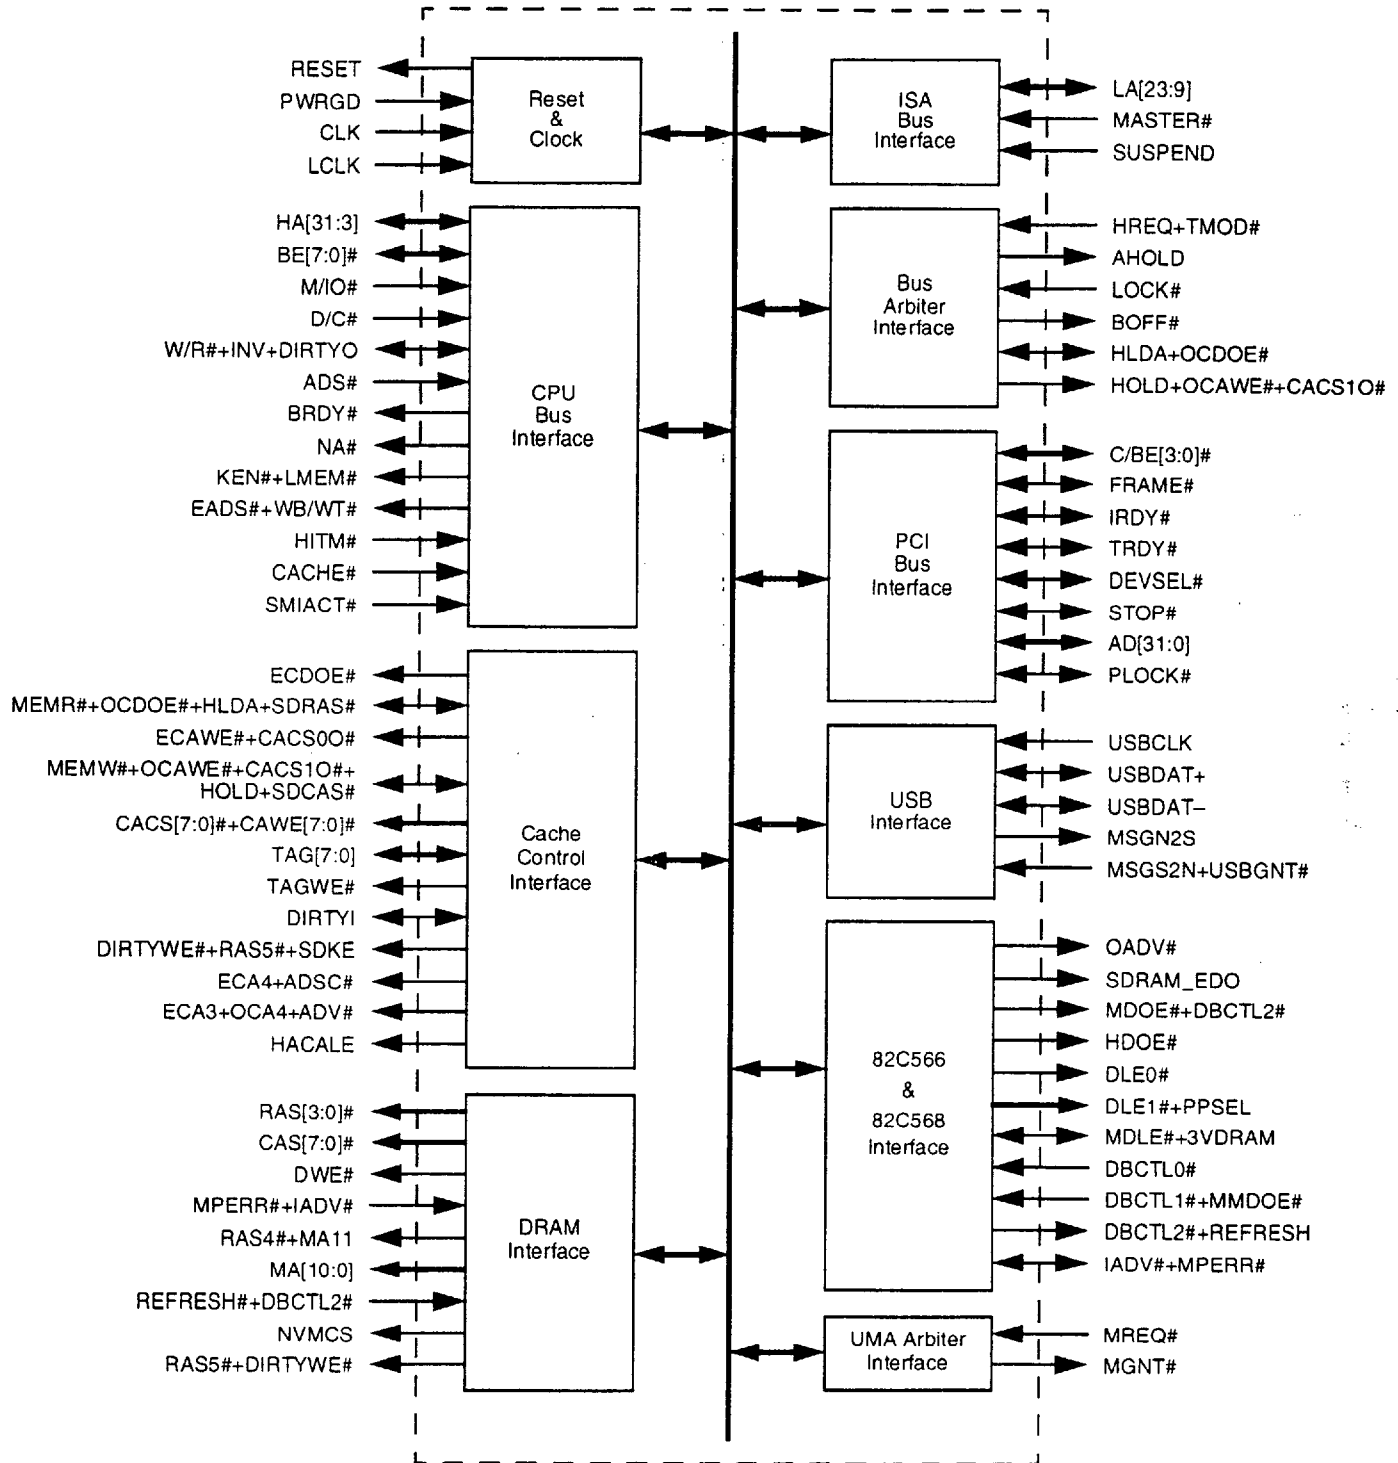 RESET
PWRGD
CLK
LCLK
Reset
&
Clock
HA[31:3]
BE[7:0]#
M/IO#
D/C#
W/R#+INV+DIRTYO
ADS#
BRDY#
NA#
KEN#+LMEM#
EADS#+WB/WT#
HITM#
CACHE#
SMIACT#
CPU
Bus
Interface
ECDOE#
MEMR#+OCDOE#+HLDA+SDRAS#
ECAWE#+CACS0O#
MEMW#+OCAWE#+CACS1O#+
HOLD+SDCAS#
CACS[7:0]#+CAWE[7:0]#
TAG[7:0]
TAGWE#
DIRTYI
DIRTYWE#+RAS5#+SDKE
ECA4+ADSC#
ECA3+OCA4+ADV#
HACALE
Cache
Control
Interface
RAS[3:0]#
CAS[7:0]#
DWE#
MPERR#+IADV#
RAS4#+MA11
MA[10:0]
REFRESH#+DBCTL2#
NVMCS
RAS5#+DIRTYWE#
DRAM
Interface
ISA
Bus
Interface
LA[23:9]
MASTER#
SUSPEND
Bus
Arbiter
Interface
HREQ+TMOD#
AHOLD
LOCK#
BOFF#
HLDA+OCDOE#
HOLD+OCAWE#+CACS1O#
PCI
Bus
Interface
C/BE[3:0]#
FRAME#
IRDY#
TRDY#
DEVSEL#
STOP#
AD[31:0]
PLOCK#
USB
Interface
USBCLK
USBDAT+
USBDAT–
MSGN2S
MSGS2N+USBGNT#
82C566
&
82C568
Interface
OADV#
SDRAM_EDO
MDOE#+DBCTL2#
HDOE#
DLE0#
DLE1#+PPSEL
MDLE#+3VDRAM
DBCTL0#
DBCTL1#+MMDOE#
DBCTL2#+REFRESH
IADV#+MPERR#
UMA Arbiter
Interface
MREQ#
MGNT#